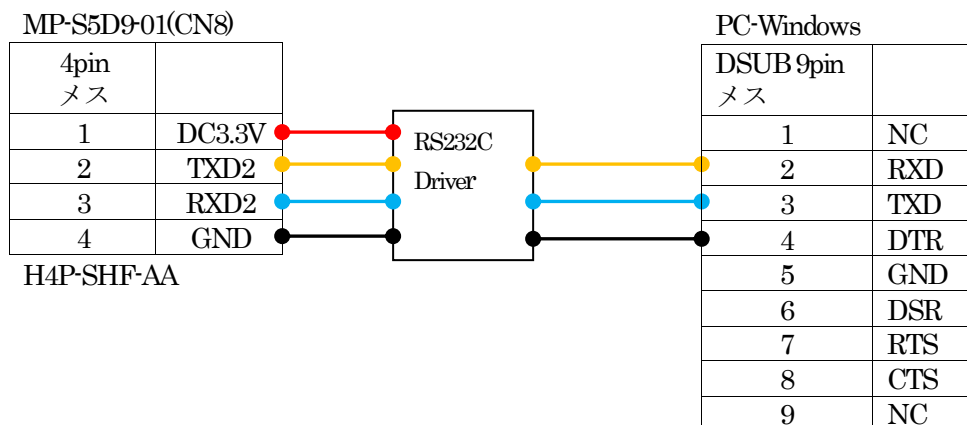 MP-S5D9-01(CN8)
4pin
メス
1 DC3.3V
2 TXD2
3 RXD2
4 GND
H4P-SHF-AA
RS232C
Driver
PC-Windows
DSUB 9pin
メス
1 NC
2 RXD
3 TXD
4 DTR
5 GND
6 DSR
7 RTS
8 CTS
9 NC